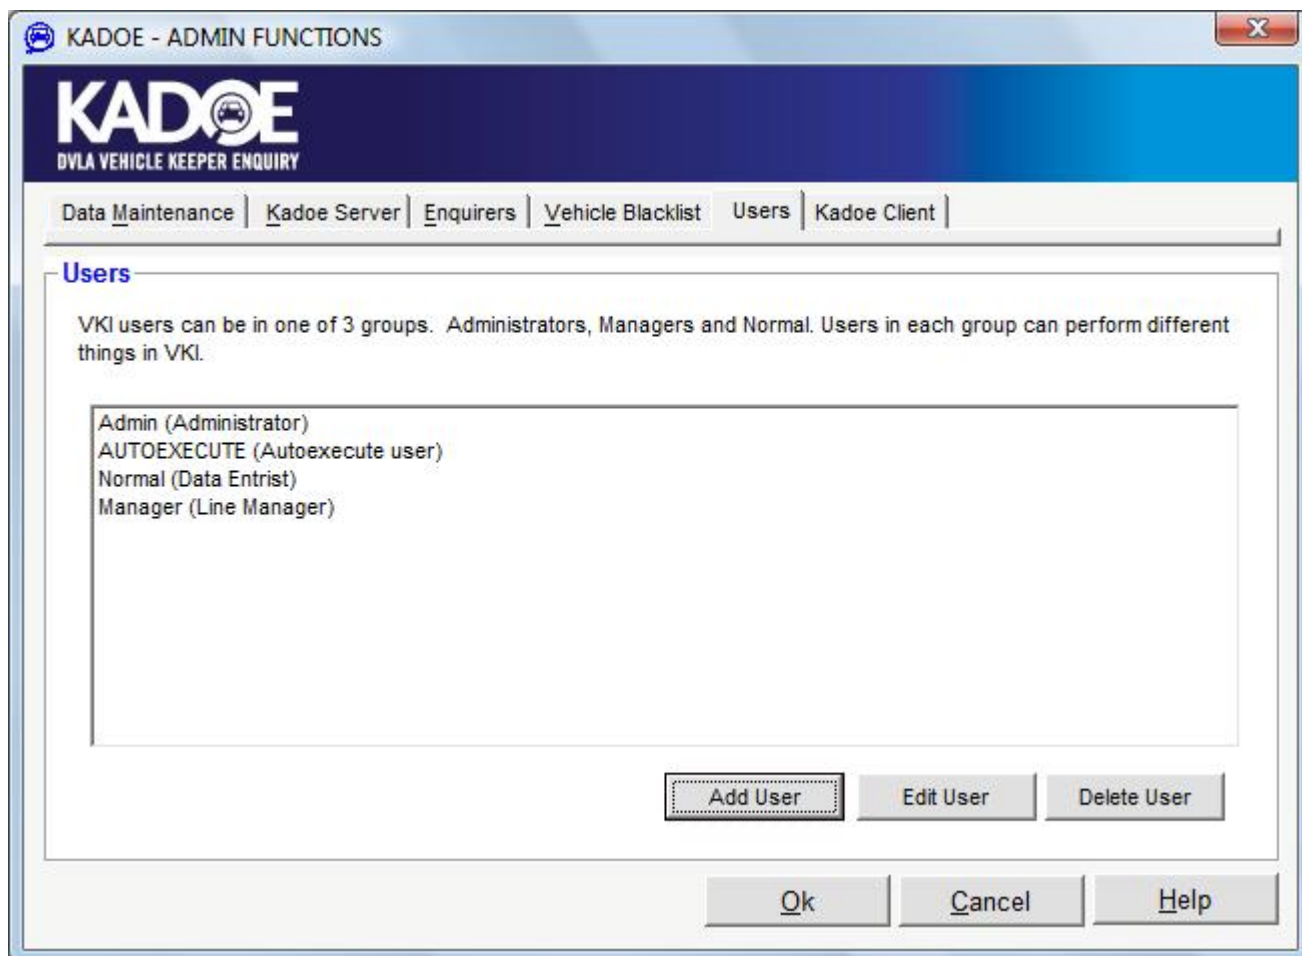 KADOE - ADMIN FUNCTIONS
KADOE
DVLA VEHICLE KEEPER ENQUIRY
Data Maintenance
Kadoe Server
Enquirers
Vehicle Blacklist
Users
Kadoe Client
Users
VKI users can be in one of 3 groups. Administrators, Managers and Normal. Users in each group can perform different
things in VKI.
Admin (Administrator)
AUTOEXECUTE (Autoexecute user)
Normal (Data Entrist)
Manager (Line Manager)
Add User
Edit User
Delete User
Ok
Cancel
Help